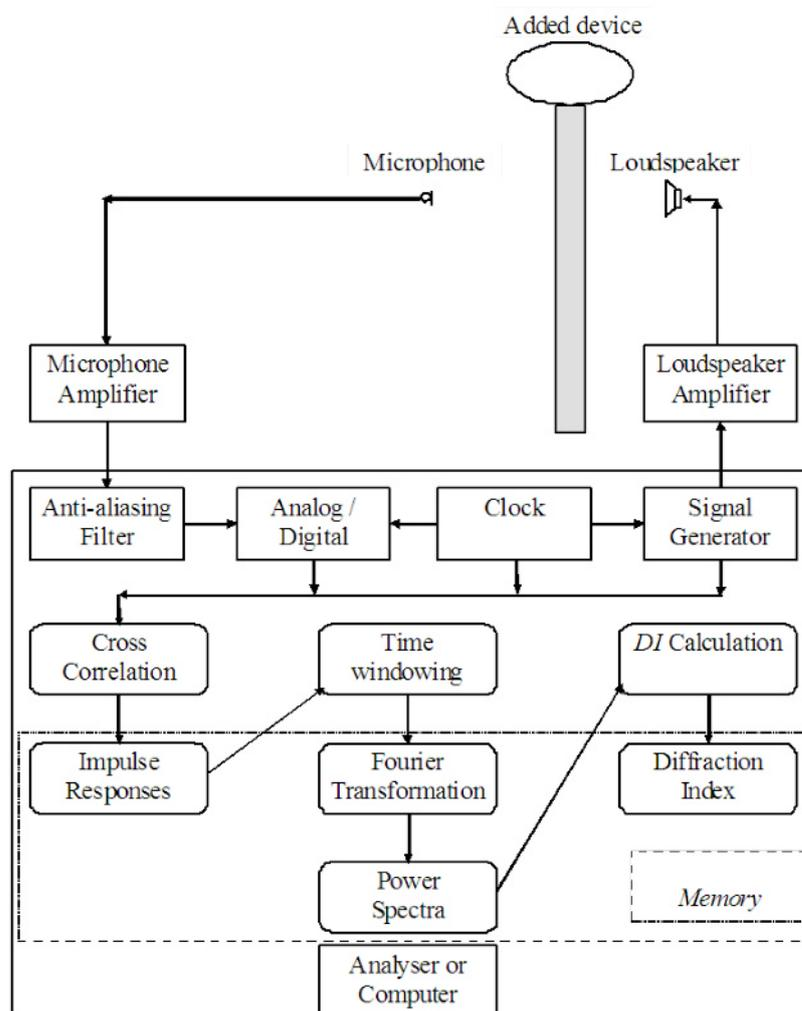 Added device
Microphone
Loudspeaker
Microphone
Amplifier
Loudspeaker
Amplifier
Anti-aliasing
Filter
Analog /
Digital
Clock
Signal
Generator
Cross
Correlation
Time
windowing
DI Calculation
Impulse
Responses
Fourier
Transformation
Diffraction
Index
Power
Spectra
Memory
Analyser or
Computer